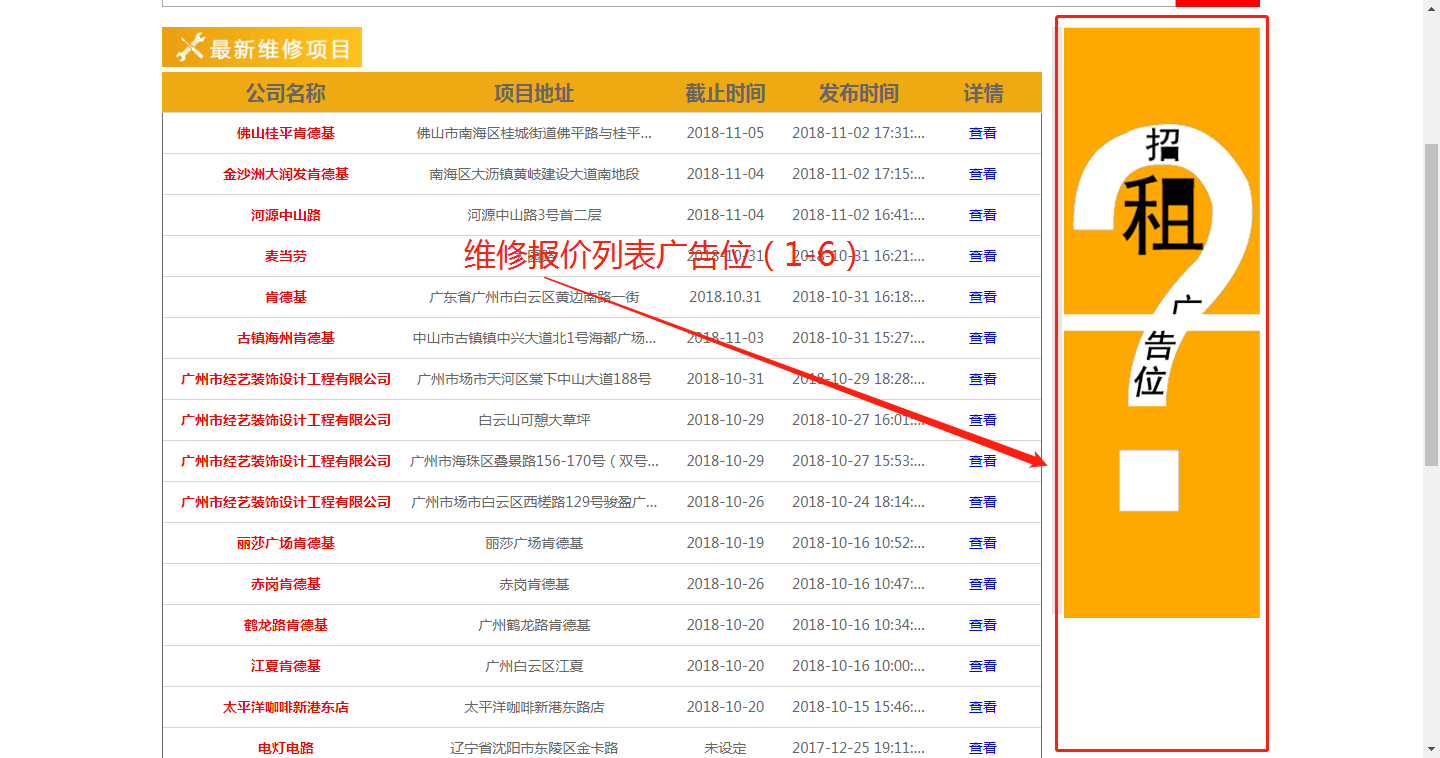 最新维修项目
公司名称 项目地址 截止时间 发布时间 详情
佛山桂平肯德基 佛山市南海区桂城街道佛平路与桂平... 2018-11-05 2018-11-02 17:31:... 查看
金沙洲大润发肯德基 南海区大沥镇黄岐建设大道南地段 2018-11-04 2018-11-02 17:15:... 查看
河源中山路 河源中山路3号首二层 2018-11-04 2018-11-02 16:41:... 查看
麦当劳 2018-10-31 2018-10-31 16:21:... 查看
维修报价列表广告位（1-6）
肯德基 广东省广州市白云区黄边南路一街 2018.10.31 2018-10-31 16:18:... 查看
古镇海州肯德基 中山市古镇镇中兴大道北1号海都广场... 2018-11-03 2018-10-31 15:27:... 查看
广州市经艺装饰设计工程有限公司 广州市场市天河区棠下中山大道188号 2018-10-31 2018-10-29 18:28:... 查看
广州市经艺装饰设计工程有限公司 白云山可憩大草坪 2018-10-29 2018-10-27 16:01:... 查看
广州市经艺装饰设计工程有限公司 广州市海珠区叠景路156-170号（双号... 2018-10-29 2018-10-27 15:53:... 查看
广州市经艺装饰设计工程有限公司 广州市场市白云区西槎路129号骏盈广... 2018-10-26 2018-10-24 18:14:... 查看
丽莎广场肯德基 丽莎广场肯德基 2018-10-19 2018-10-16 10:52:... 查看
赤岗肯德基 赤岗肯德基 2018-10-26 2018-10-16 10:47:... 查看
鹤龙路肯德基 广州鹤龙路肯德基 2018-10-20 2018-10-16 10:34:... 查看
江夏肯德基 广州白云区江夏 2018-10-20 2018-10-16 10:00:... 查看
太平洋咖啡新港东店 太平洋咖啡新港东路店 2018-10-20 2018-10-15 15:46:... 查看
电灯电路 辽宁省沈阳市东陵区金卡路 未设定 2017-12-25 19:11:... 查看
招
租
广
告
位